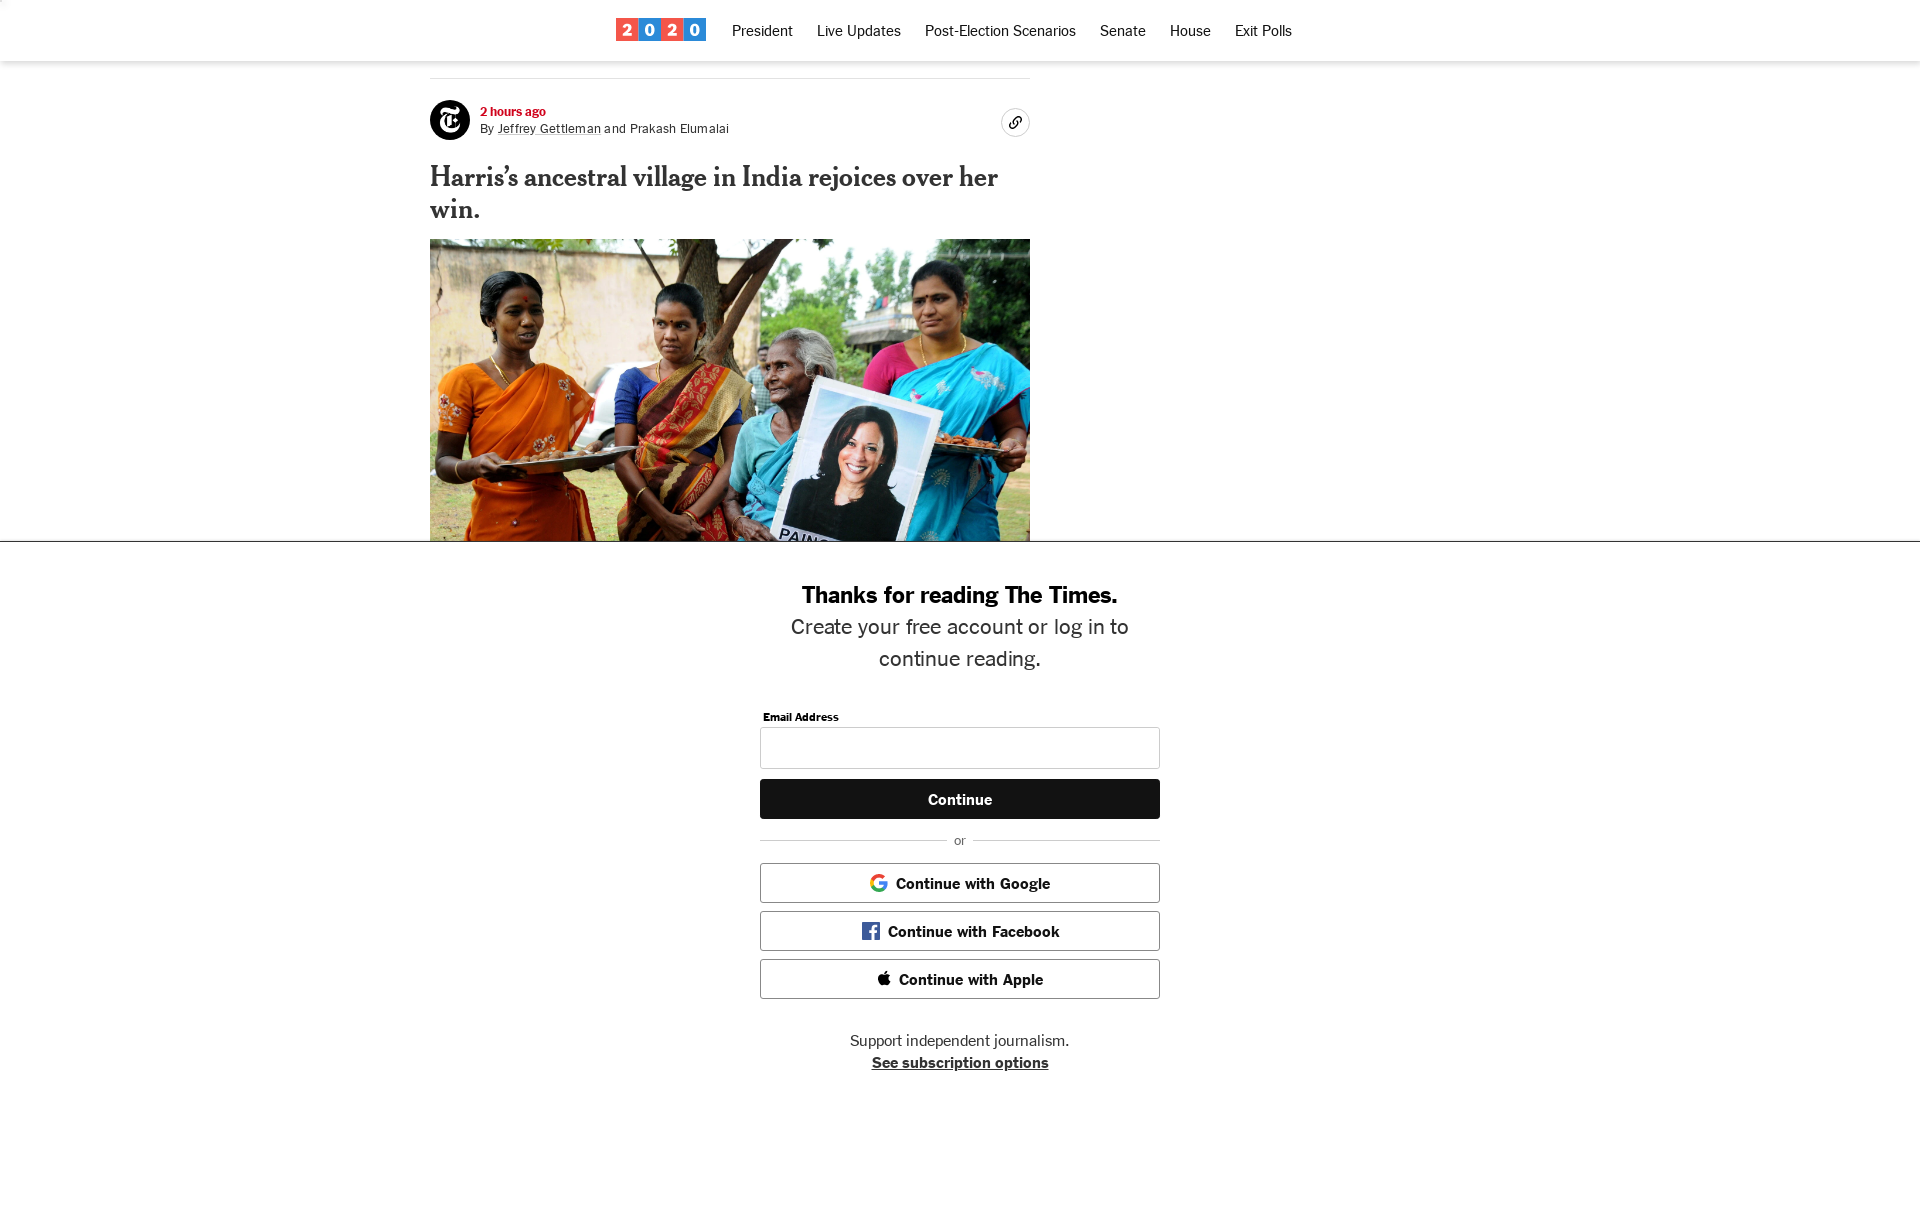 2020 President Live Updates Post-Election Scenarios Senate House Exit Polls
2 hours ago
By Jeffrey Gettleman and Prakash Elumalai
Harris’s ancestral village in India rejoices over her
win.
Thanks for reading The Times.
Create your free account or log in to
continue reading.
Email Address
Continue
or
Continue with Google
Continue with Facebook
Continue with Apple
Support independent journalism.
See subscription options